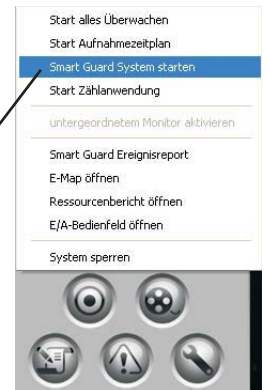 Start alles Überwachen
Start Aufnahmezeitplan
Smart Guard System starten
Start Zählanwendung
untergeordnetem Monitor aktivieren
Smart Guard Ereignisreport
E-Map öffnen
Ressourcenbericht öffnen
E/A-Bedienfeld öffnen
System sperren